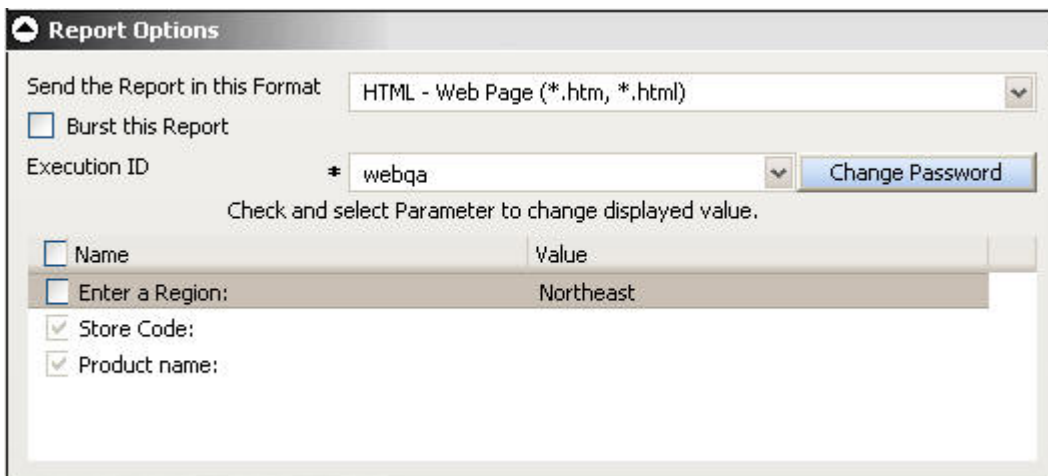 Report Options
Send the Report in this Format HTML - Web Page (*.htm, *.html)
Burst this Report
Execution ID * webqa Change Password
Check and select Parameter to change displayed value.
Name Value
Enter a Region: Northeast
Store Code:
Product name: